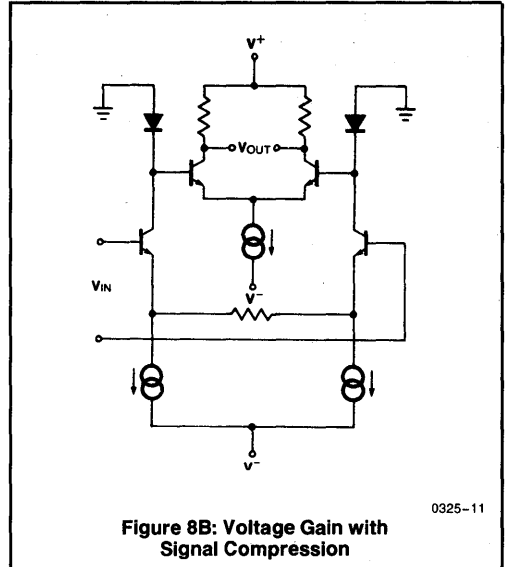 V+
VOUT
VIN
V−
V−
0325-11
Figure 8B: Voltage Gain with
Signal Compression